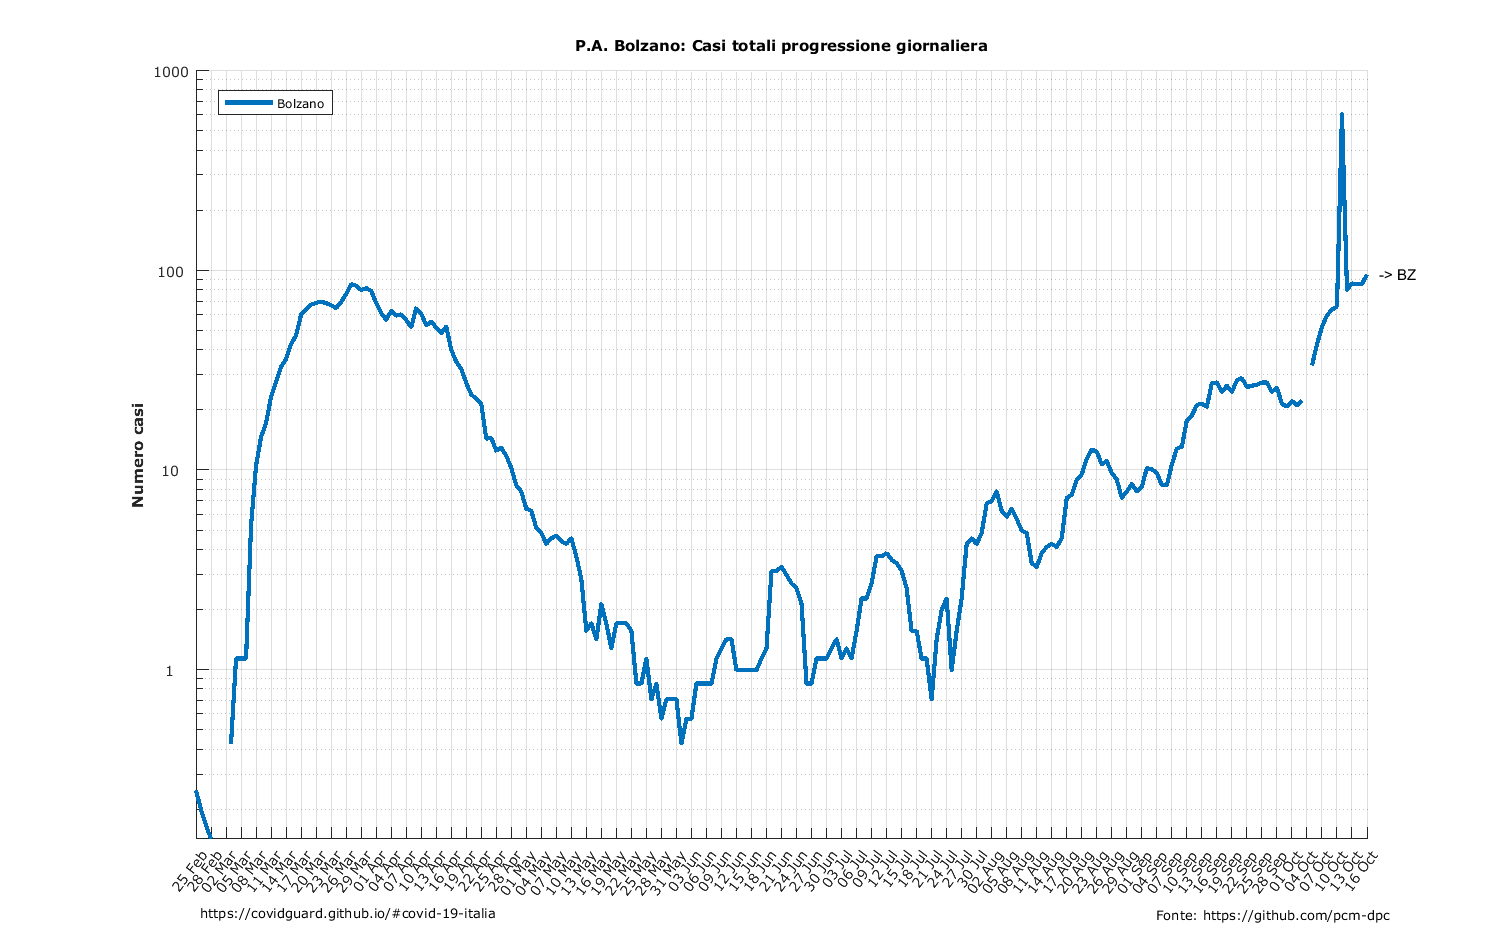 P.A. Bolzano: Casi totali progressione giornaliera
1000
Bolzano
100
-> BZ
10
1
Numero casi
25 Feb
28 Feb
02 Mar
05 Mar
08 Mar
11 Mar
14 Mar
17 Mar
20 Mar
23 Mar
26 Mar
29 Mar
01 Apr
04 Apr
07 Apr
10 Apr
13 Apr
16 Apr
19 Apr
22 Apr
25 Apr
28 Apr
01 May
04 May
07 May
10 May
13 May
16 May
19 May
22 May
25 May
28 May
31 May
03 Jun
06 Jun
09 Jun
12 Jun
15 Jun
18 Jun
21 Jun
24 Jun
27 Jun
30 Jun
03 Jul
06 Jul
09 Jul
12 Jul
15 Jul
18 Jul
21 Jul
24 Jul
27 Jul
30 Jul
02 Aug
05 Aug
08 Aug
11 Aug
14 Aug
17 Aug
20 Aug
23 Aug
26 Aug
29 Aug
01 Sep
04 Sep
07 Sep
10 Sep
13 Sep
16 Sep
19 Sep
22 Sep
25 Sep
28 Sep
01 Oct
04 Oct
07 Oct
10 Oct
13 Oct
16 Oct
https://covidguard.github.io/#covid-19-italia
Fonte: https://github.com/pcm-dpc